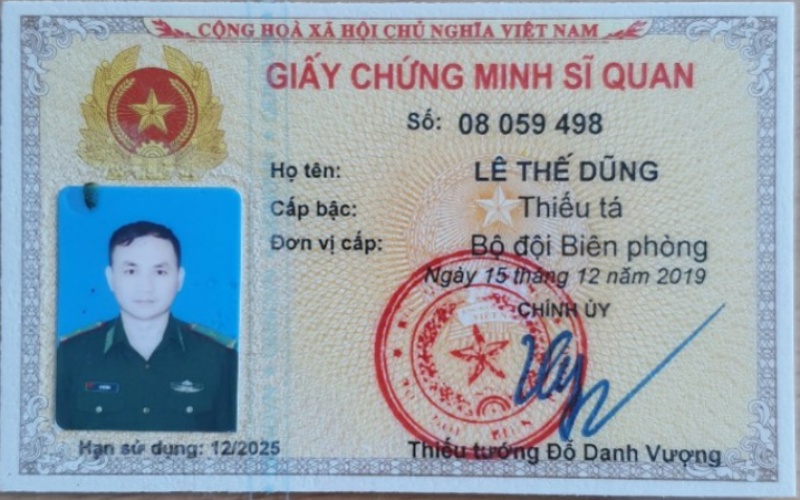 CỘNG HOÀ XÃ HỘI CHỦ NGHĨA VIỆT NAM
GIẤY CHỨNG MINH SĨ QUAN
Số: 08 059 498
Họ tên: LÊ THẾ DŨNG
Cấp bậc: Thiếu tá
Đơn vị cấp: Bộ đội Biên phòng
Ngày 15 tháng 12 năm 2019
CHÍNH ỦY
Hạn sử dụng: 12/2025
Thiếu tướng Đỗ Danh Vượng